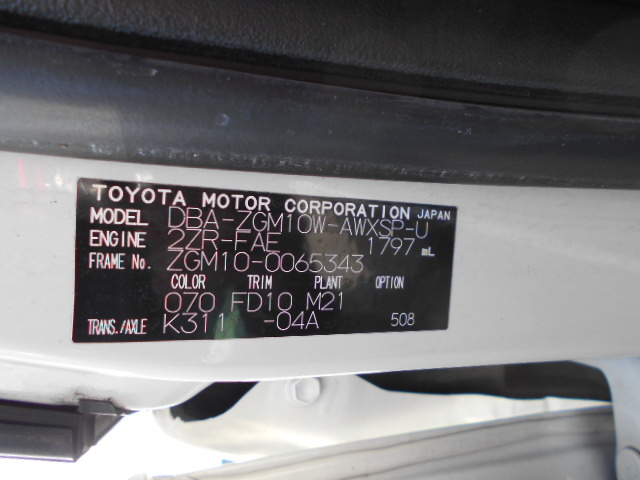 TOYOTA MOTOR CORPORATION JAPAN
MODEL DBA-ZGM10W-AWXSP-U
ENGINE 2ZR-FAE 1797 mL
FRAME No. ZGM10-0065343
COLOR TRIM PLANT OPTION
070 FD10 M21
TRANS./AXLE K311 -04A 508